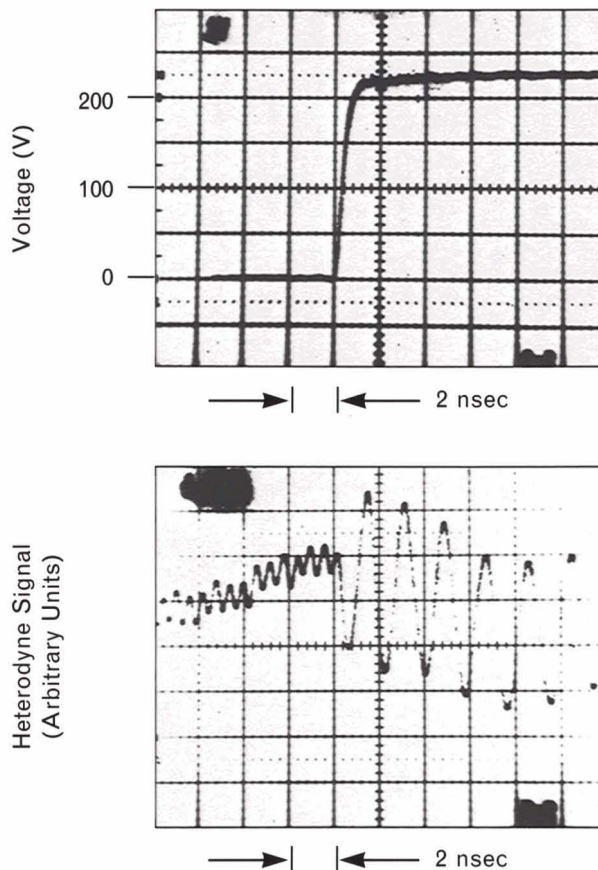 Voltage (V)
200
100
0
2 nsec
Heterodyne Signal
(Arbitrary Units)
2 nsec